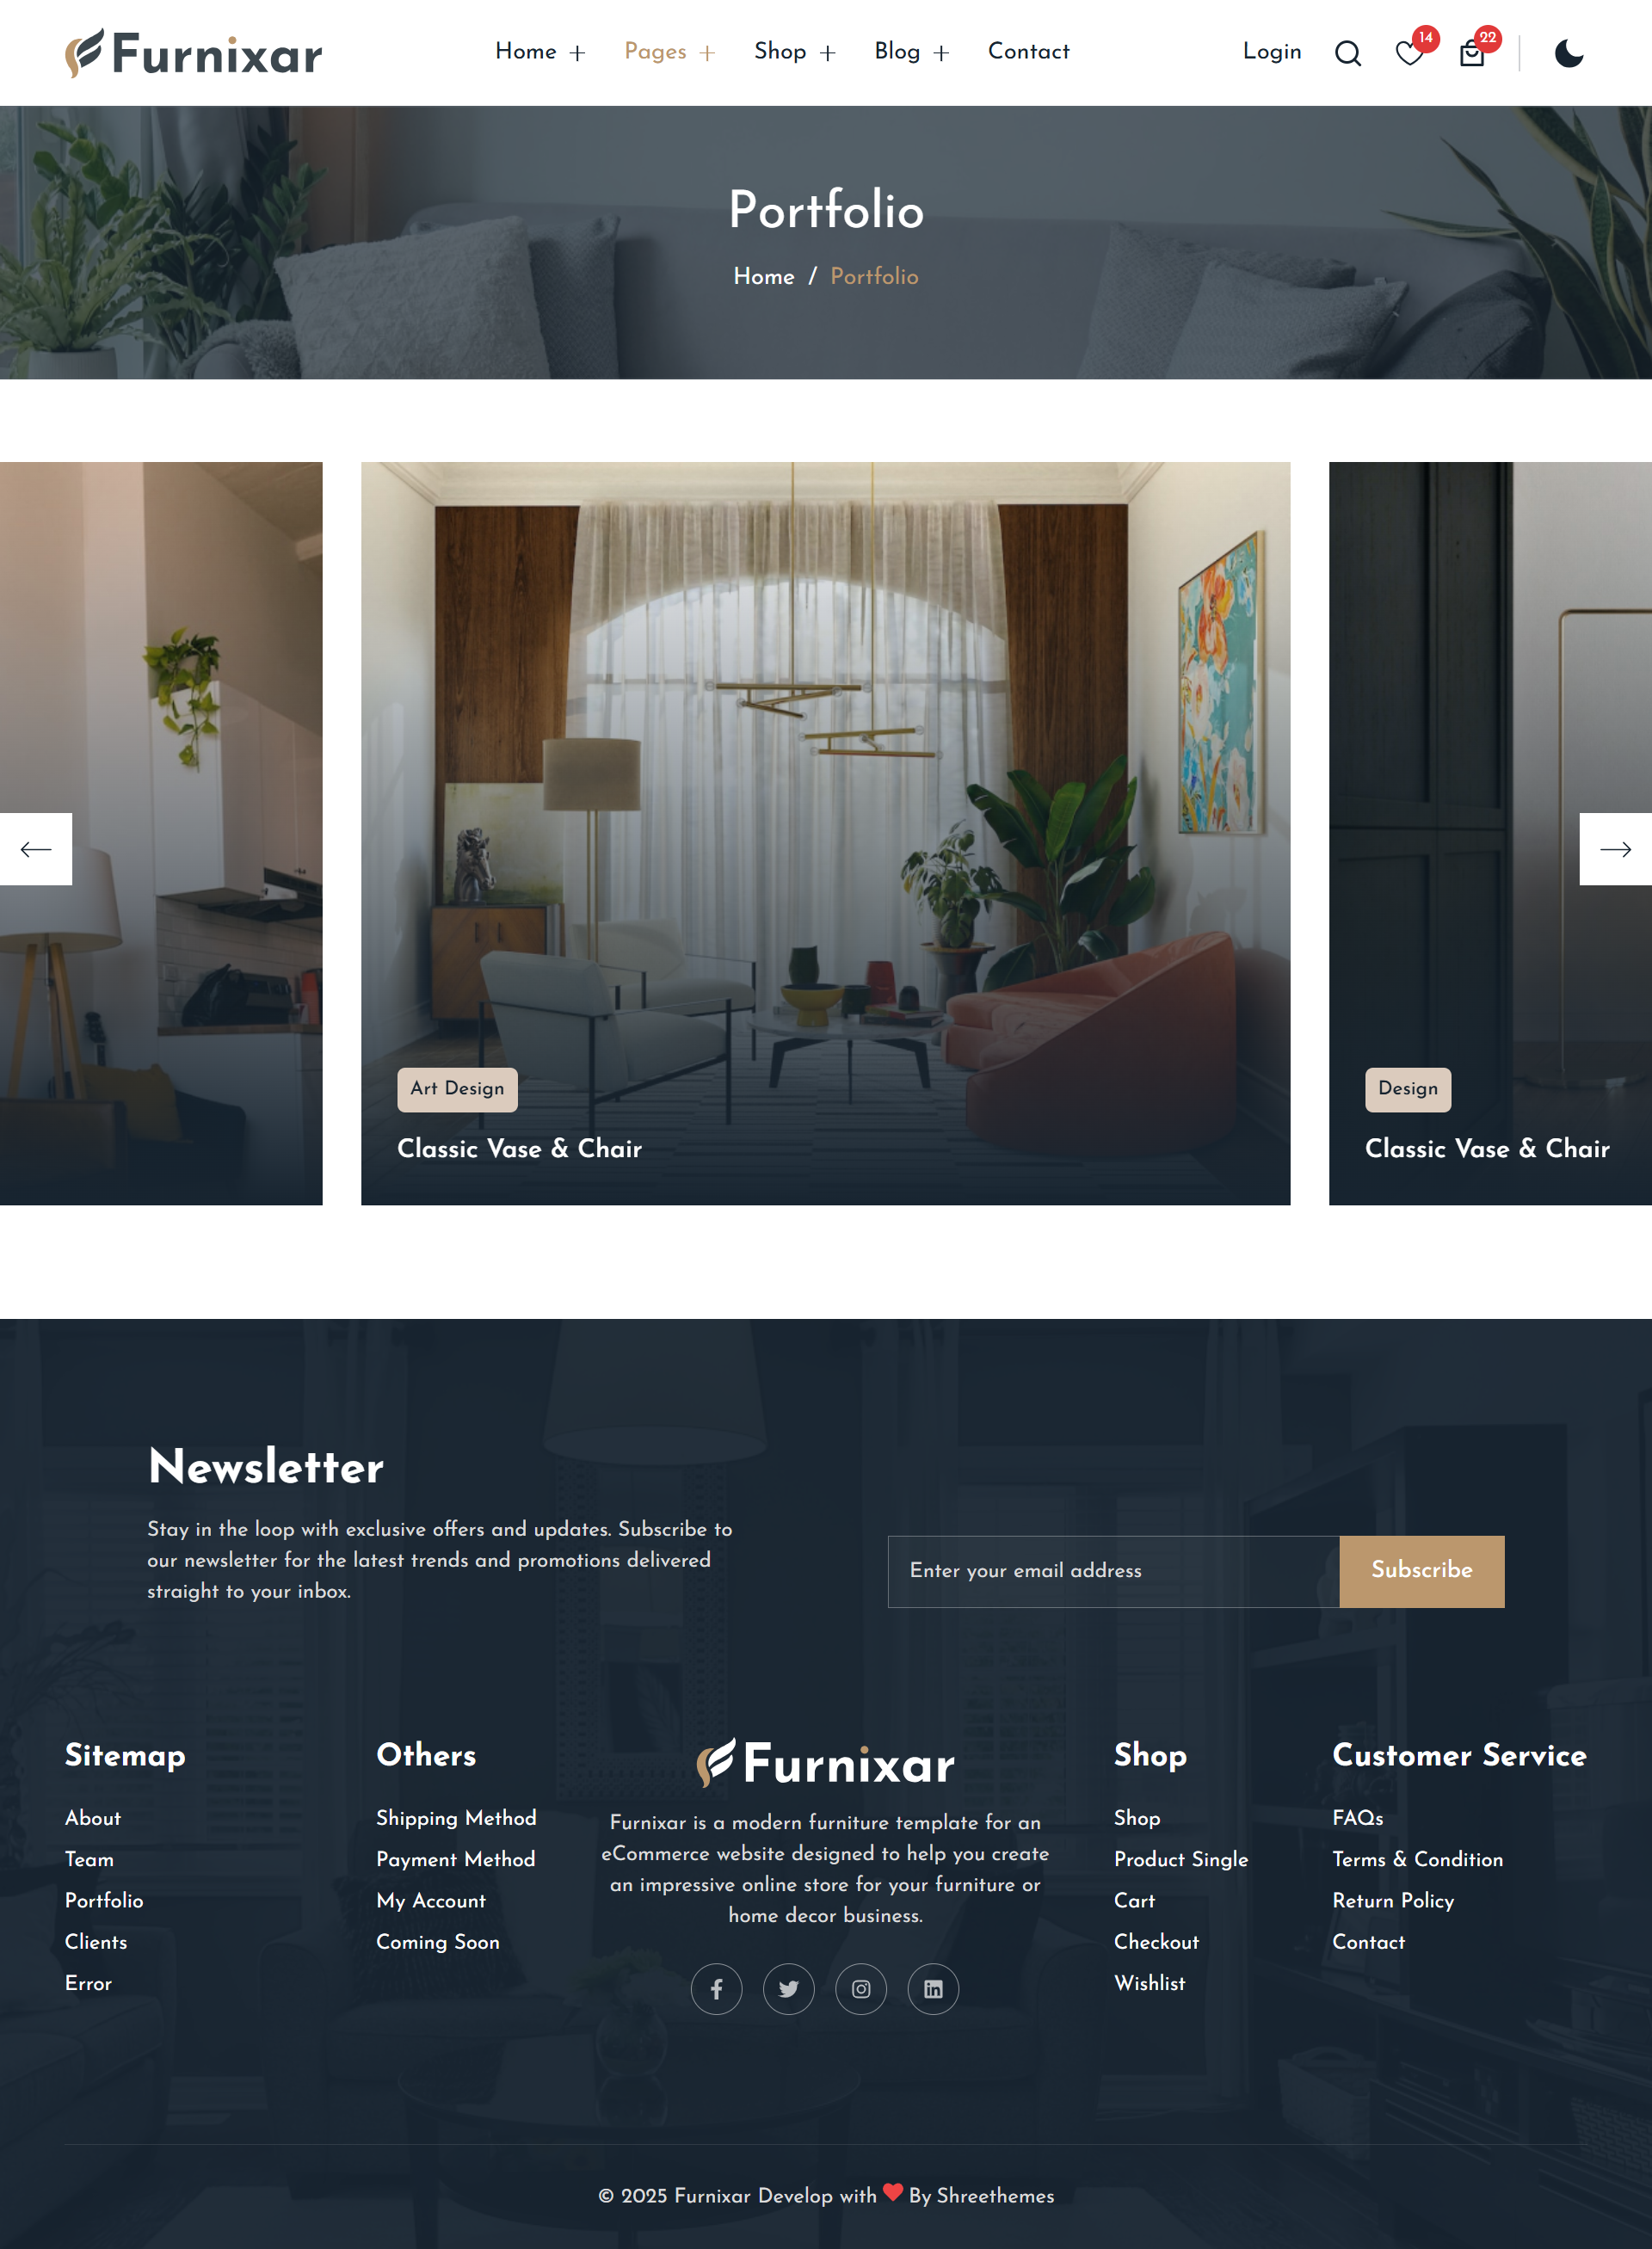 Furnixar
Home
Pages
Shop
Blog
Contact
Login
14
22
Portfolio
Home / Portfolio
Art Design
Classic Vase & Chair
Design
Classic Vase & Chair
Newsletter
Stay in the loop with exclusive offers and updates. Subscribe to
our newsletter for the latest trends and promotions delivered
straight to your inbox.
Enter your email address
Subscribe
Sitemap
About
Team
Portfolio
Clients
Error
Others
Shipping Method
Payment Method
My Account
Coming Soon
Furnixar
Furnixar is a modern furniture template for an
eCommerce website designed to help you create
an impressive online store for your furniture or
home decor business.
Shop
Shop
Product Single
Cart
Checkout
Wishlist
Customer Service
FAQs
Terms & Condition
Return Policy
Contact
© 2025 Furnixar Develop with ❤ By Shreethemes